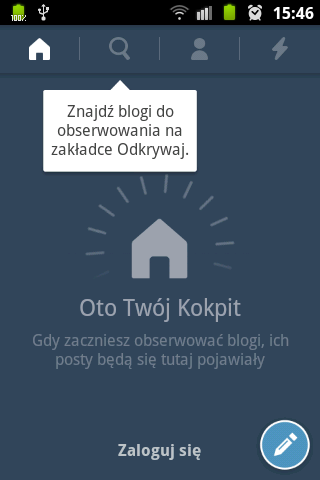 100%
15:46
Znajdź blogi do
obserwowania na
zakładce Odkrywaj.
Oto Twój Kokpit
Gdy zaczniesz obserwować blogi, ich
posty będą się tutaj pojawiały
Zaloguj się